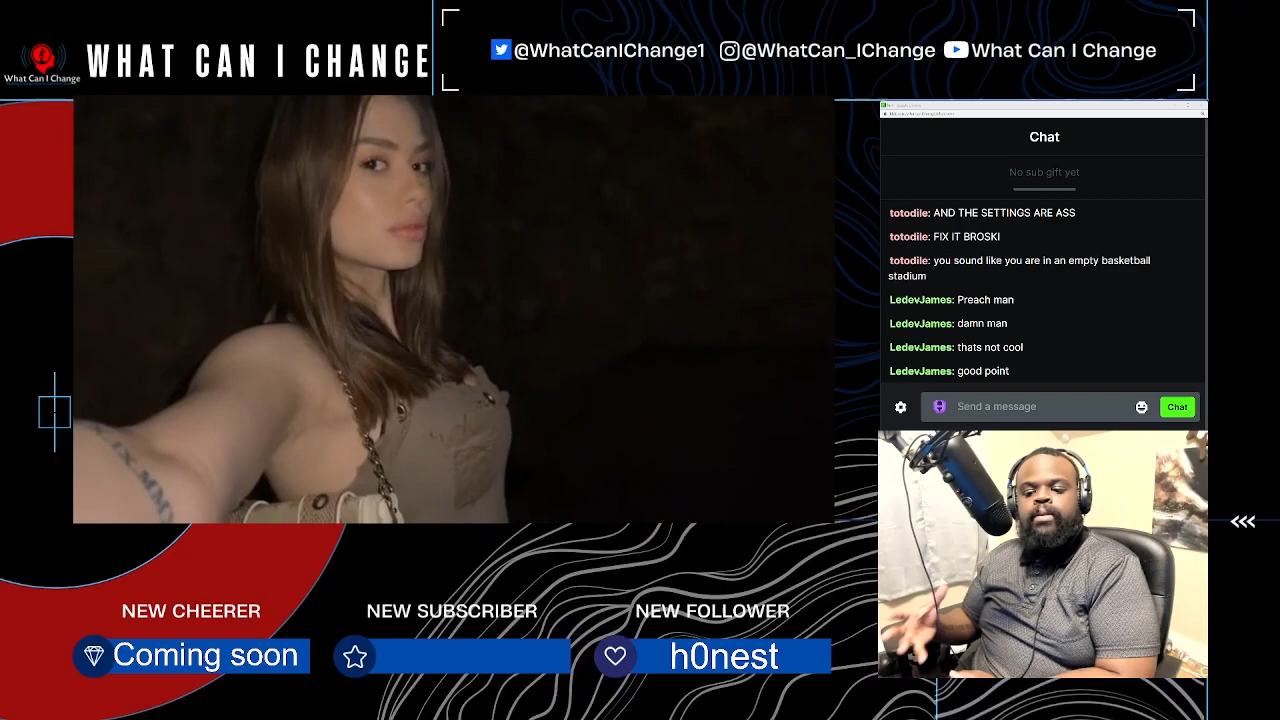 What Can I Change
WHAT CAN I CHANGE
@WhatCanIChange1 @WhatCan_IChange What Can I Change
Chat
No sub gift yet
totodile: AND THE SETTINGS ARE ASS
totodile: FIX IT BROSKI
totodile: you sound like you are in an empty basketball
stadium
LedevJames: Preach man
LedevJames: damn man
LedevJames: thats not cool
LedevJames: good point
Send a message
Chat
NEW CHEERER
Coming soon
NEW SUBSCRIBER
NEW FOLLOWER
h0nest